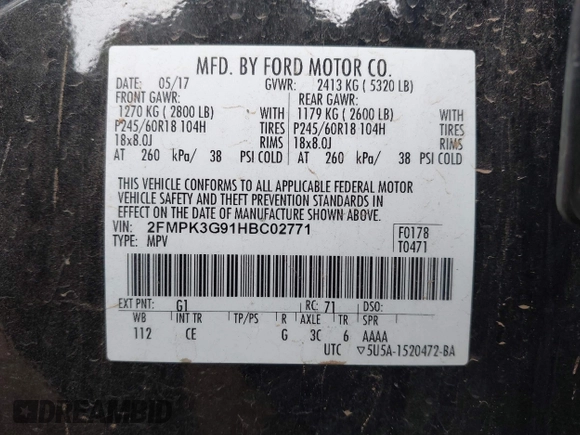 MFD. BY FORD MOTOR CO.
DATE: 05/17 GVWR: 2413 KG ( 5320 LB)
FRONT GAWR: REAR GAWR:
1270 KG ( 2800 LB) 1179 KG ( 2600 LB)
P245/60R18 104H TIRES P245/60R18 104H TIRES
18x8.0J RIMS 18x8.0J RIMS
AT 260 kPa/ 38 PSI COLD AT 260 kPa/ 38 PSI COLD
THIS VEHICLE CONFORMS TO ALL APPLICABLE FEDERAL MOTOR
VEHICLE SAFETY AND THEFT PREVENTION STANDARDS IN
EFFECT ON THE DATE OF MANUFACTURE SHOWN ABOVE.
VIN: 2FMPK3G91HBC02771 F0178
TYPE: MPV T0471
EXT PNT: G1 RC: 71 DSO:
WB INT TR TP/PS R AXLE TR SPR
112 CE G 3C 6 AAAA
UTC ▽5U5A-1520472-BA
DREAMBID